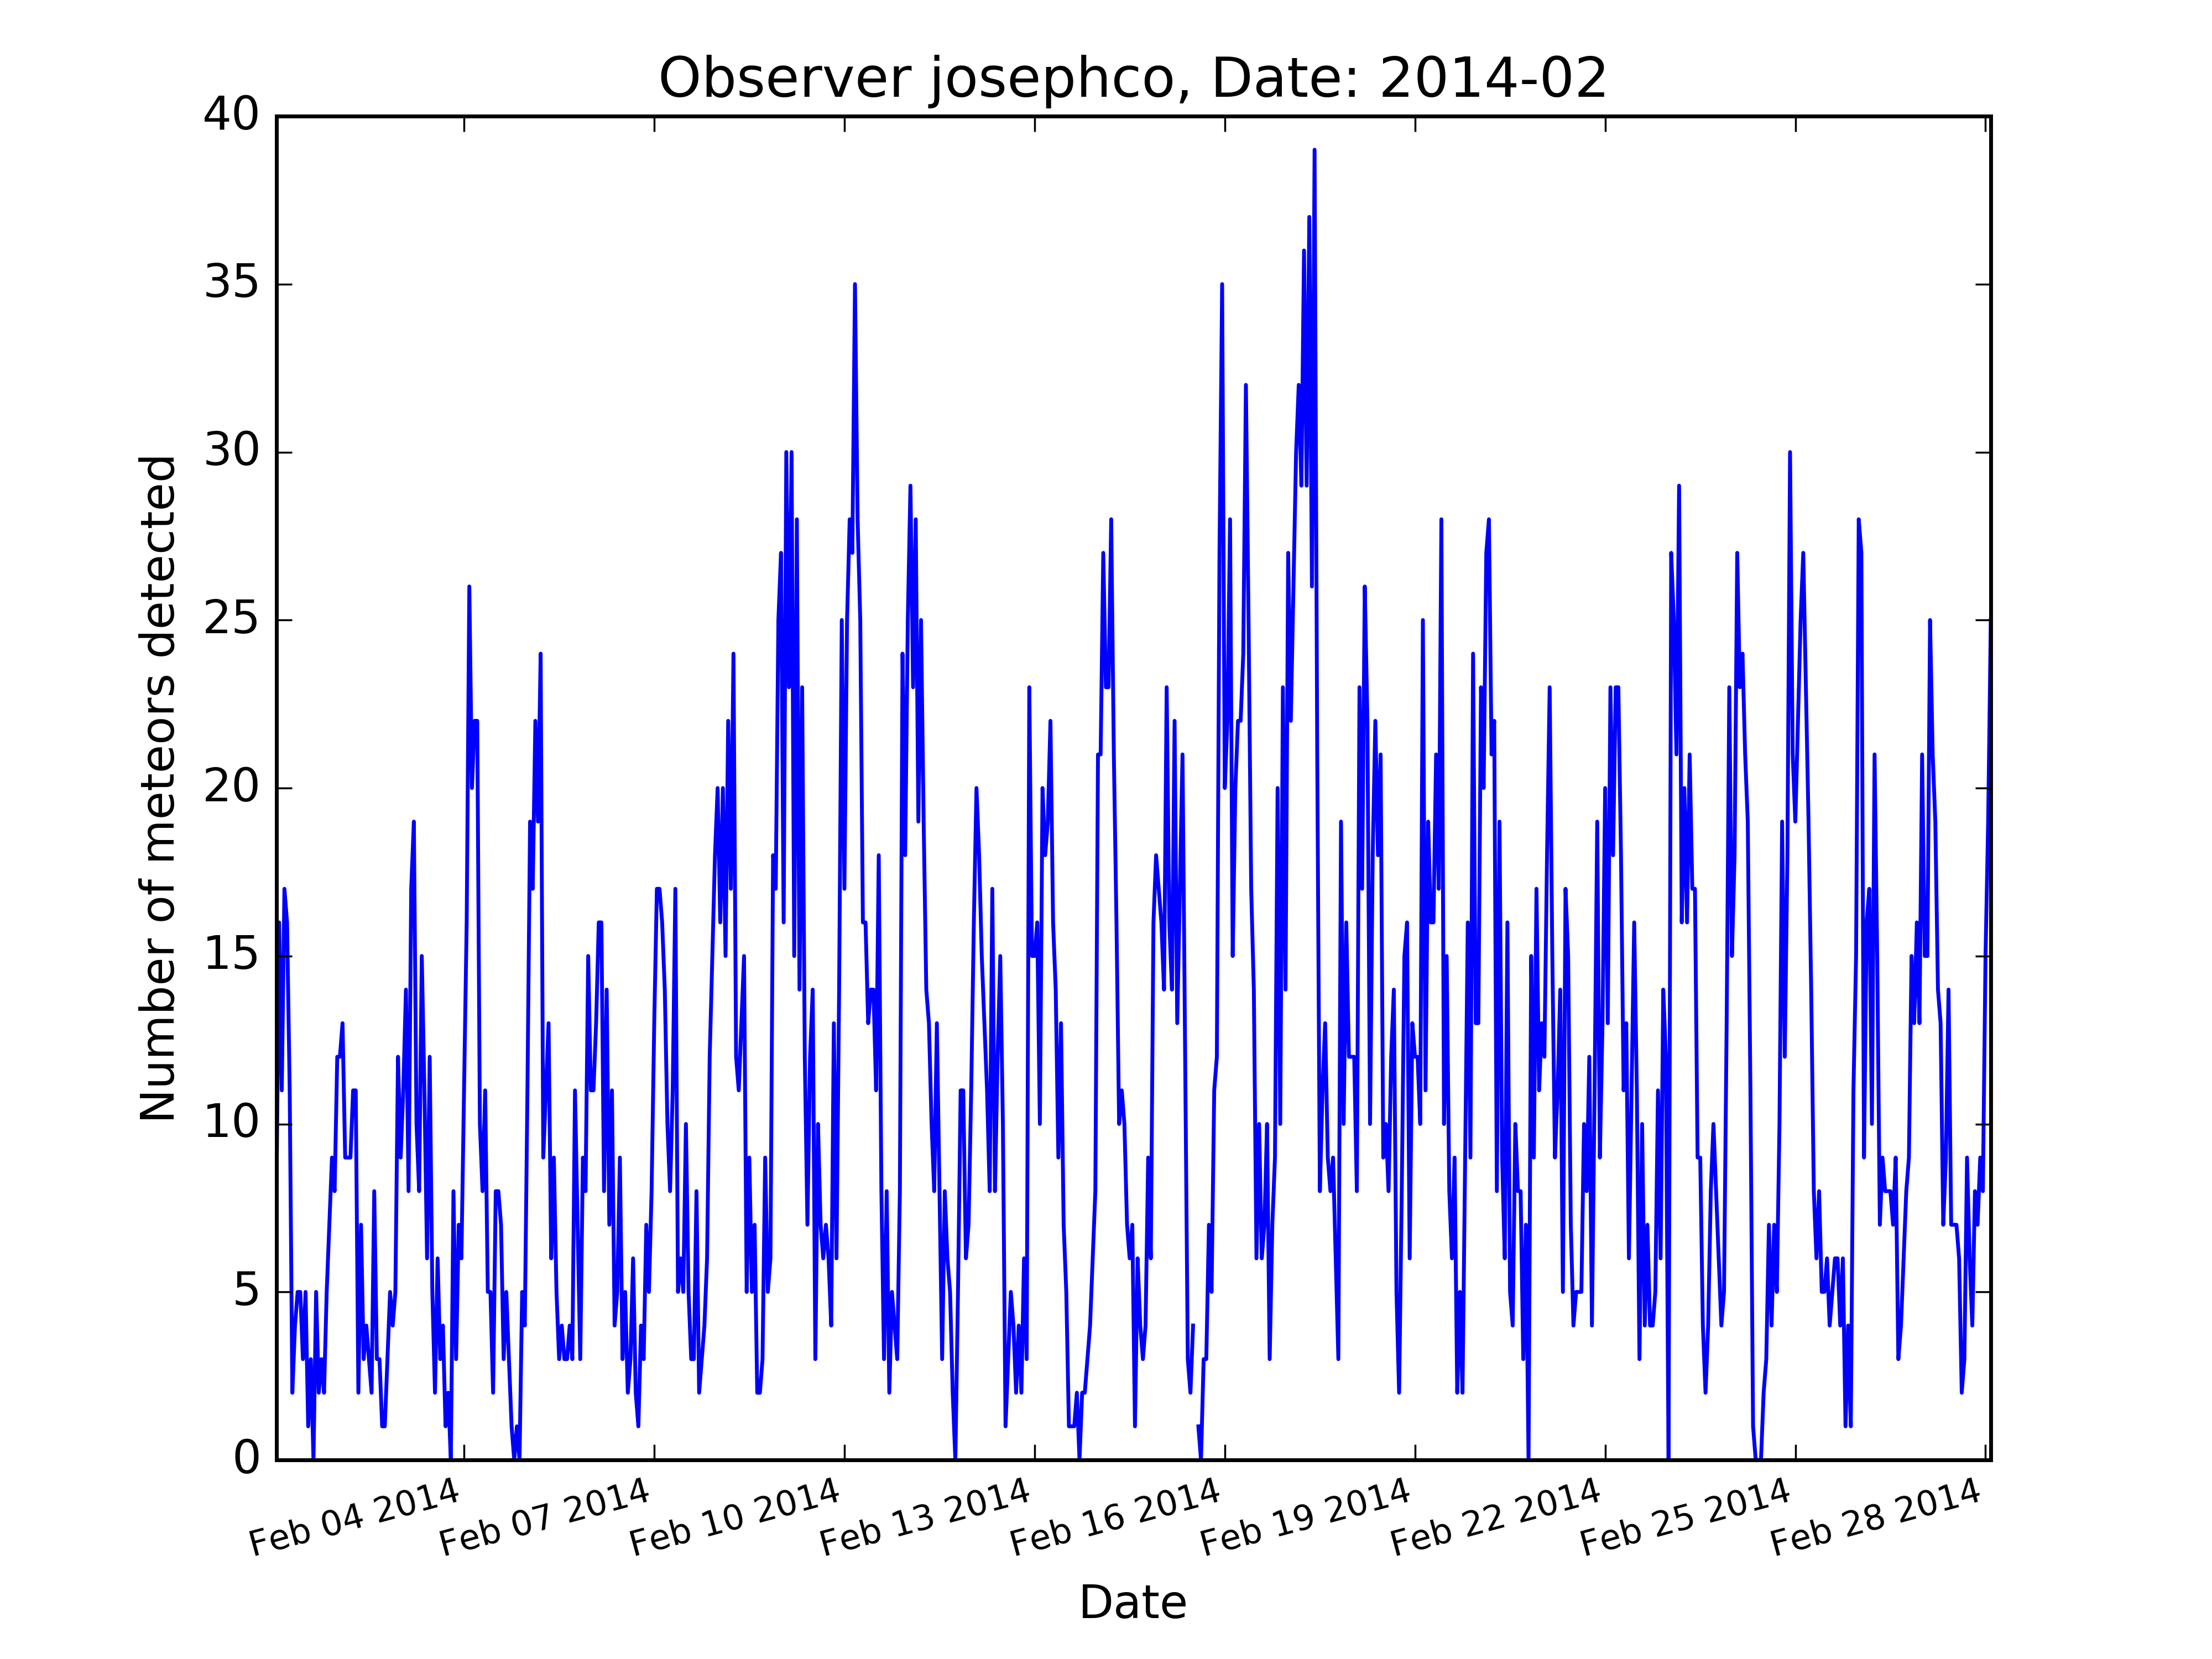 Observer josephco, Date: 2014-02
40
35
30
25
20
15
10
5
0
Number of meteors detected
Feb 04 2014
Feb 07 2014
Feb 10 2014
Feb 13 2014
Feb 16 2014
Feb 19 2014
Feb 22 2014
Feb 25 2014
Feb 28 2014
Date